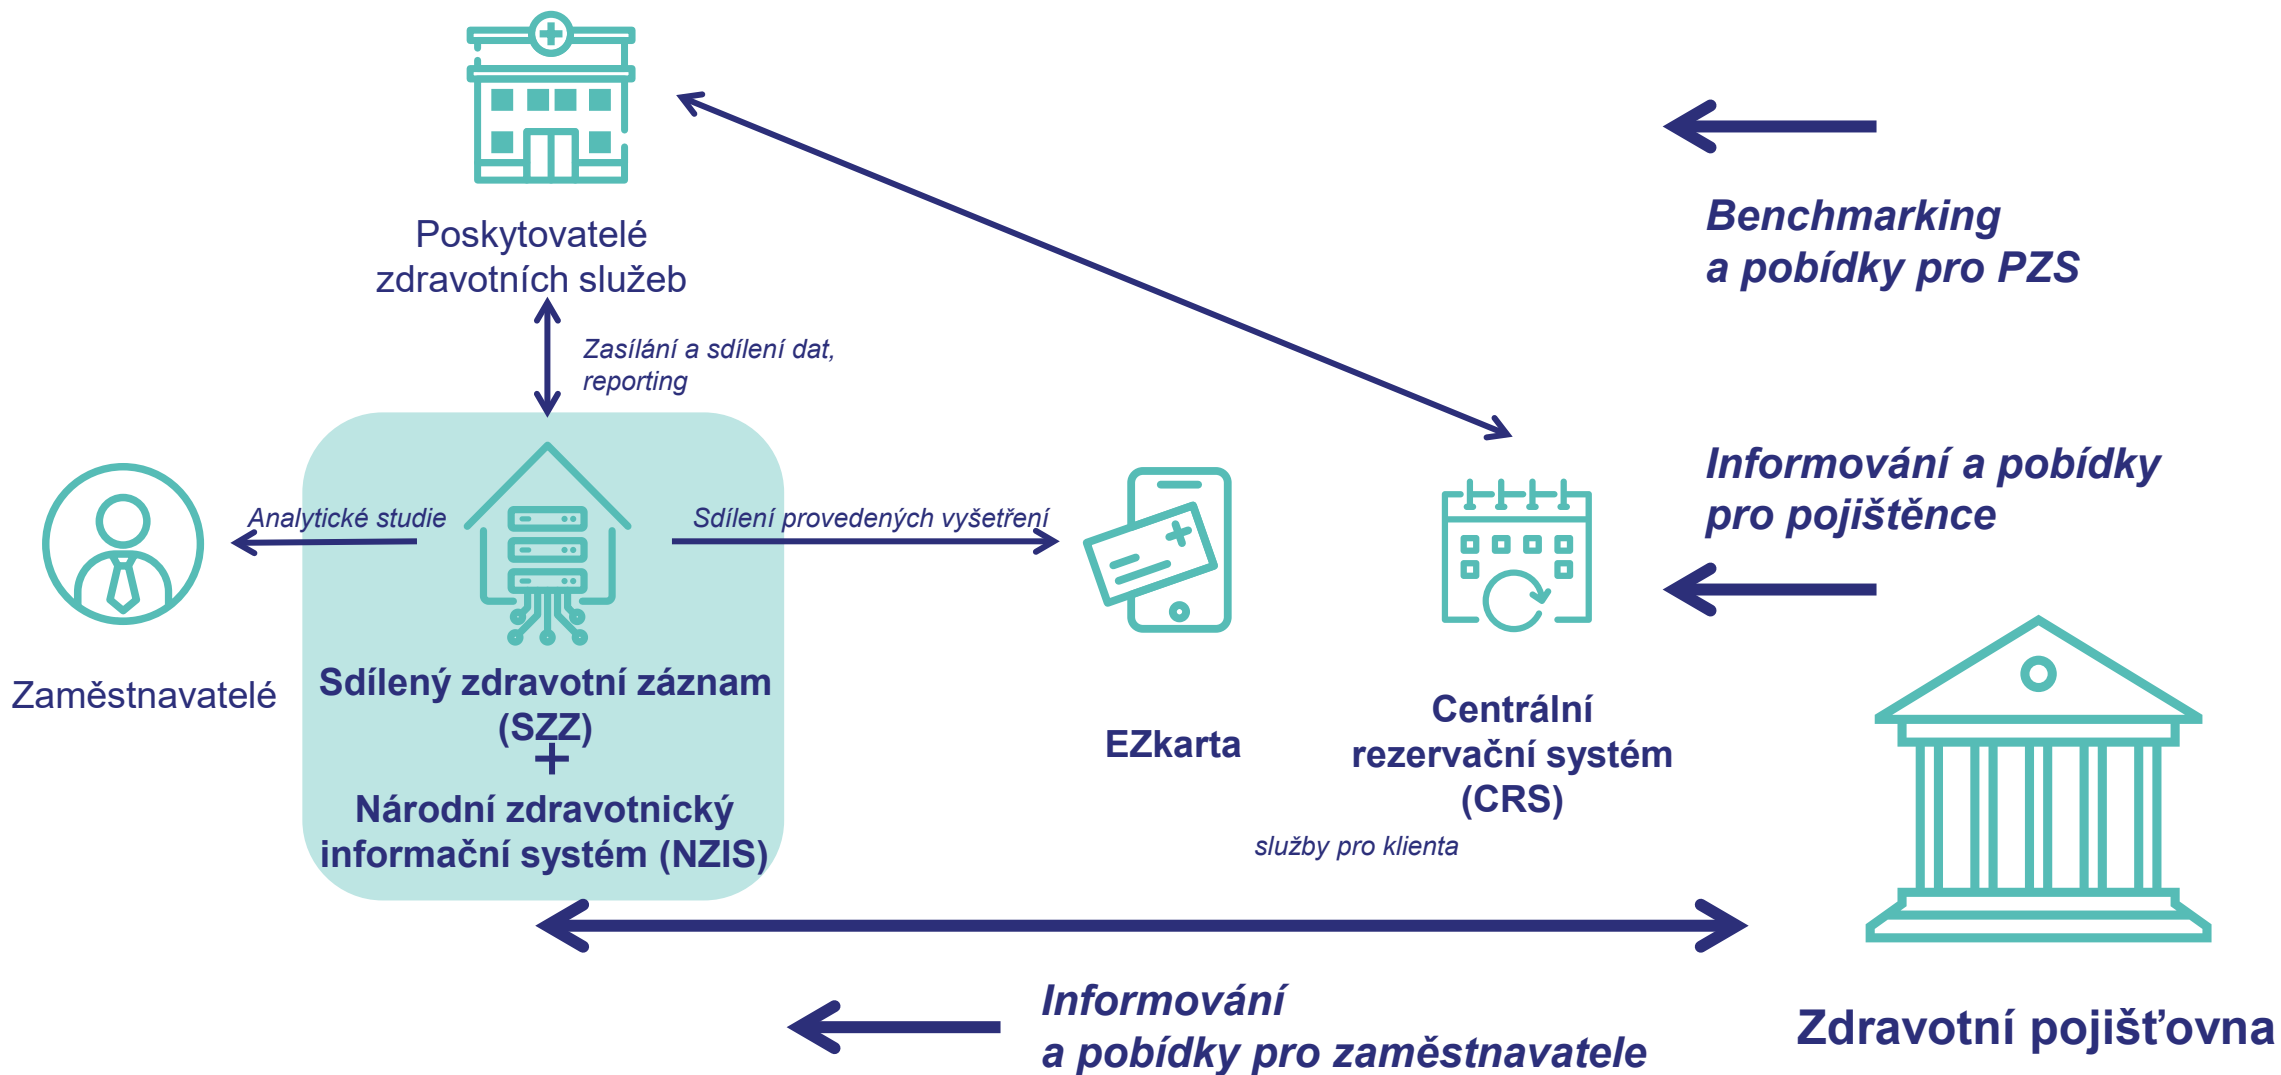 Poskytovatelé
zdravotních služeb
Benchmarking
a pobídky pro PZS
Zasílání a sdílení dat,
reporting
Informování a pobídky
pro pojištěnce
Analytické studie
Sdílení provedených vyšetření
Zaměstnavatelé
Sdílený zdravotní záznam
(SZZ)
+
Národní zdravotnický
informační systém (NZIS)
EZkarta
Centrální
rezervační systém
(CRS)
služby pro klienta
Informování
a pobídky pro zaměstnavatele
Zdravotní pojišťovna